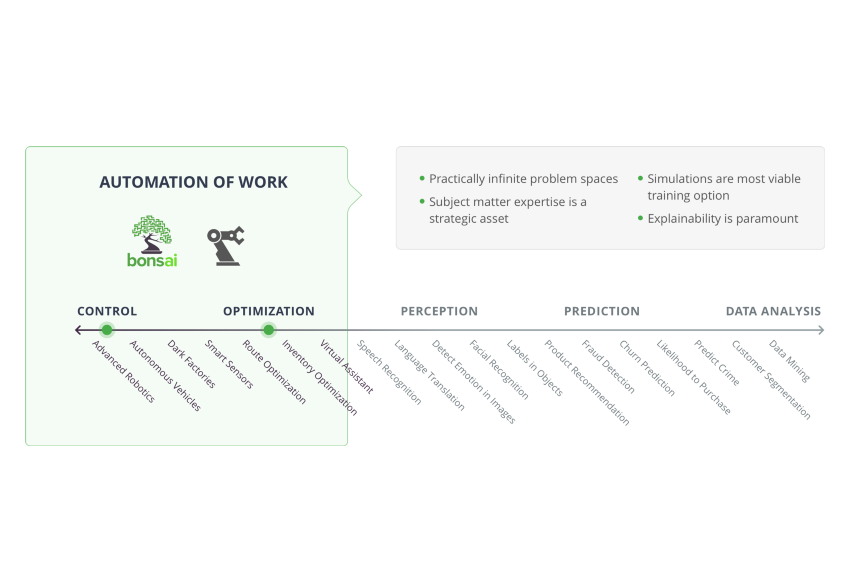 AUTOMATION OF WORK
bonsai
Practically infinite problem spaces
Subject matter expertise is a
strategic asset
Simulations are most viable
training option
Explainability is paramount
CONTROL
OPTIMIZATION
PERCEPTION
PREDICTION
DATA ANALYSIS
Advanced Robotics
Autonomous Vehicles
Dark Factories
Smart Sensors
Route Optimization
Inventory Optimization
Virtual Assistant
Speech Recognition
Language Translation
Detect Emotion in Images
Facial Recognition
Labels in Objects
Product Recommendation
Fraud Detection
Churn Prediction
Likelihood to Purchase
Predict Crime
Customer Segmentation
Data Mining